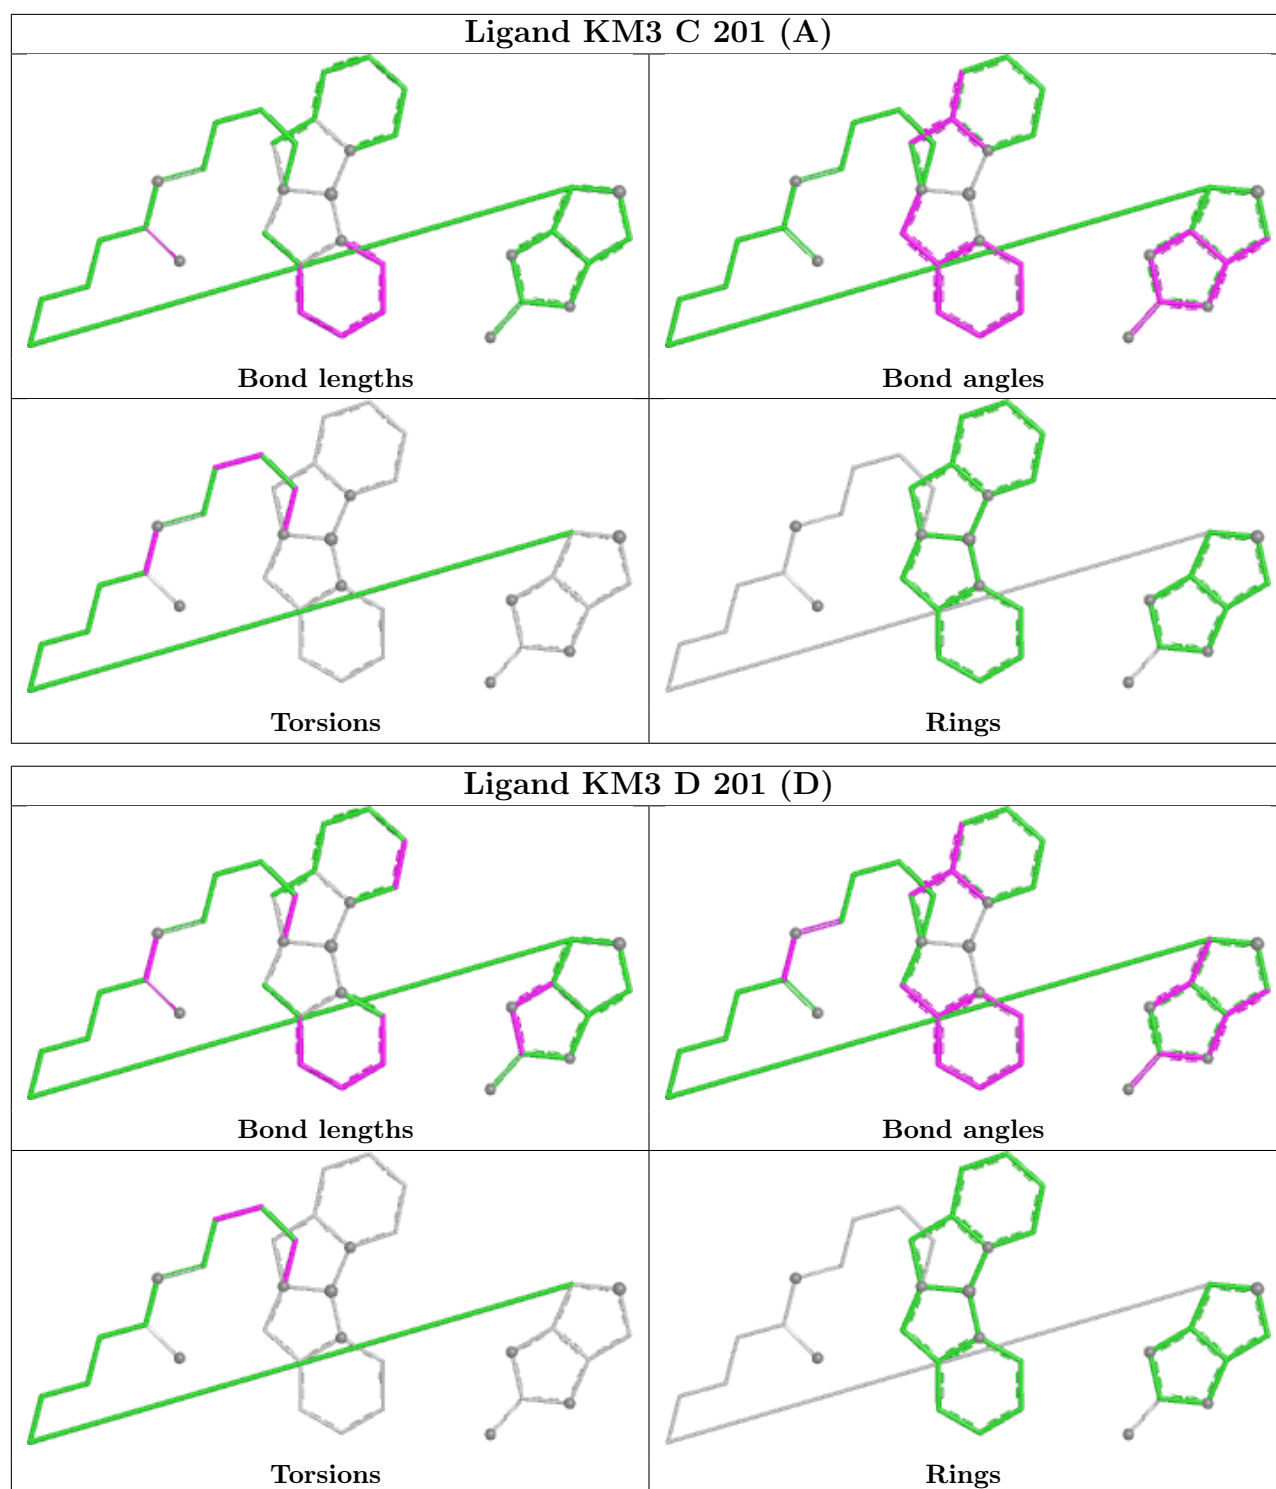 Ligand KM3 C 201 (A)
Bond lengths
Bond angles
Torsions
Rings
Ligand KM3 D 201 (D)
Bond lengths
Bond angles
Torsions
Rings